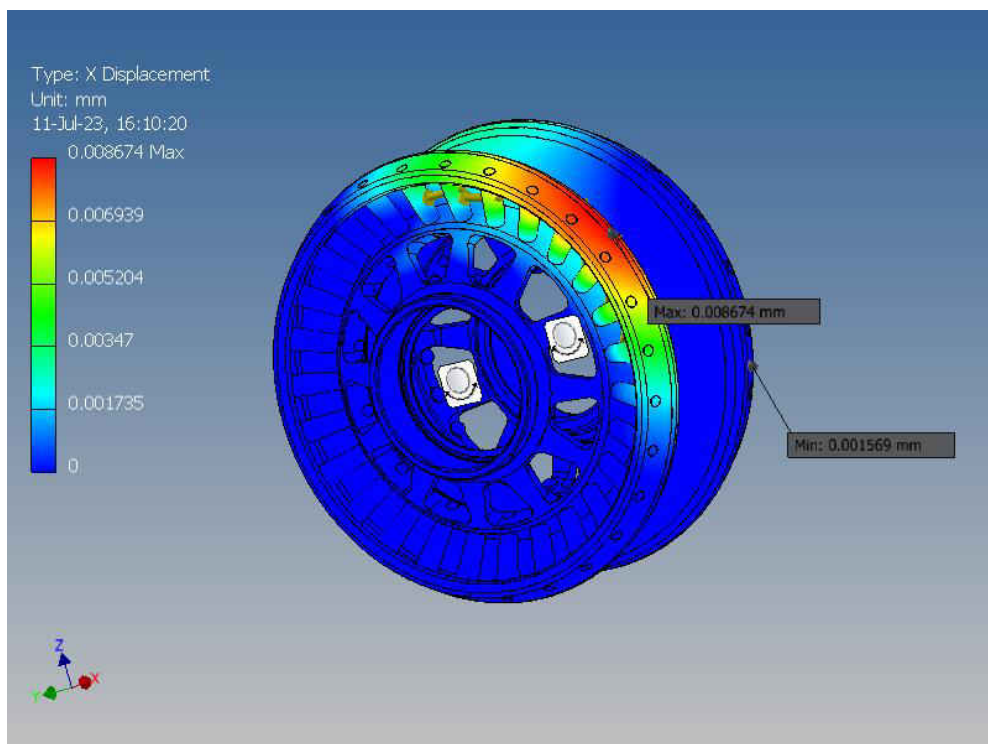 Type: X Displacement
Unit: mm
11-Jul-23, 16:10:20
0.008674 Max
0.006939
0.005204
0.00347
0.001735
0
Max: 0.008674 mm
Min: 0.001569 mm
Z
Y
X